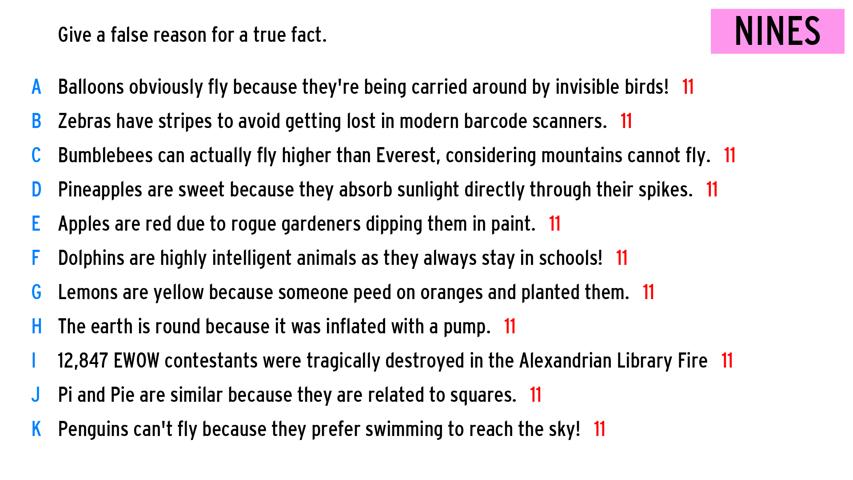 Give a false reason for a true fact.
NINES
A Balloons obviously fly because they're being carried around by invisible birds! 11
B Zebras have stripes to avoid getting lost in modern barcode scanners. 11
C Bumblebees can actually fly higher than Everest, considering mountains cannot fly. 11
D Pineapples are sweet because they absorb sunlight directly through their spikes. 11
E Apples are red due to rogue gardeners dipping them in paint. 11
F Dolphins are highly intelligent animals as they always stay in schools! 11
G Lemons are yellow because someone peed on oranges and planted them. 11
H The earth is round because it was inflated with a pump. 11
I 12,847 EWOW contestants were tragically destroyed in the Alexandrian Library Fire 11
J Pi and Pie are similar because they are related to squares. 11
K Penguins can't fly because they prefer swimming to reach the sky! 11